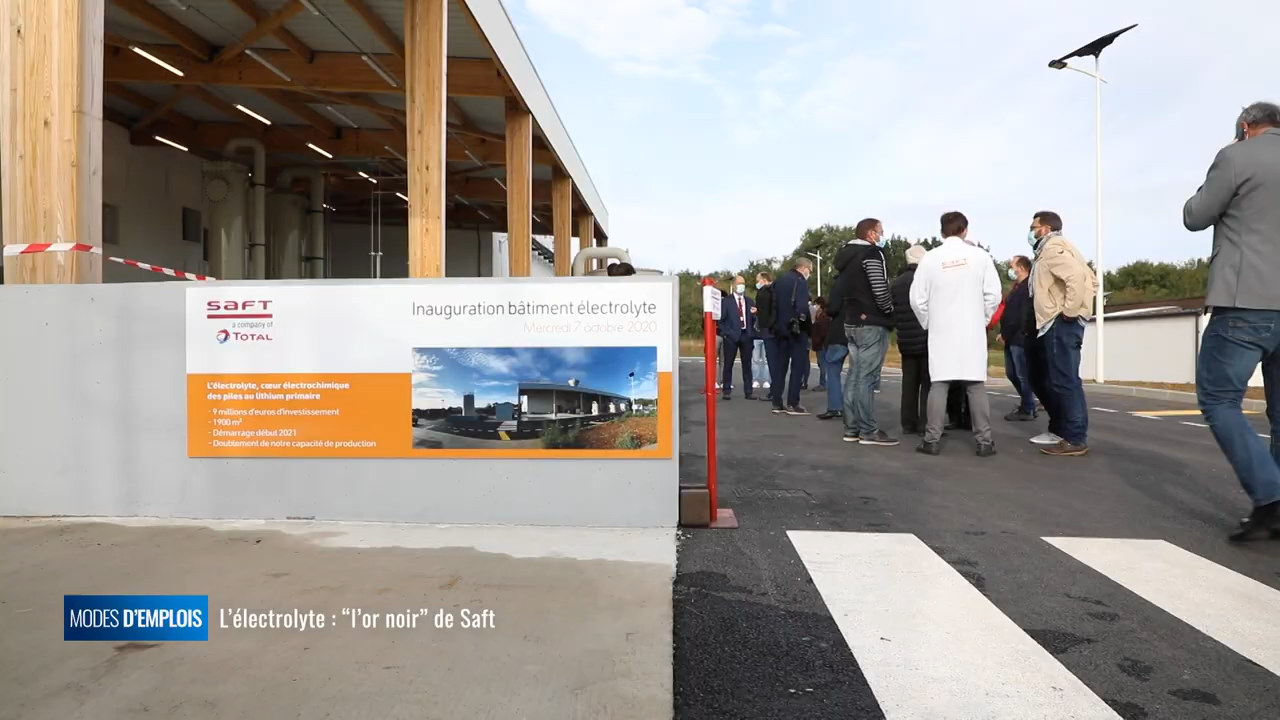 SAFT
a company of
TOTAL
Inauguration bâtiment électrolyte
Mercredi 7 octobre 2020
L'électrolyte, cœur électrochimique
des piles au lithium primaire
- 9 millions d'euros d'investissement
- 1900 m²
- Démarrage début 2021
- Doublement de notre capacité de production
SAFT
MODES D'EMPLOIS L'électrolyte : “l'or noir” de Saft